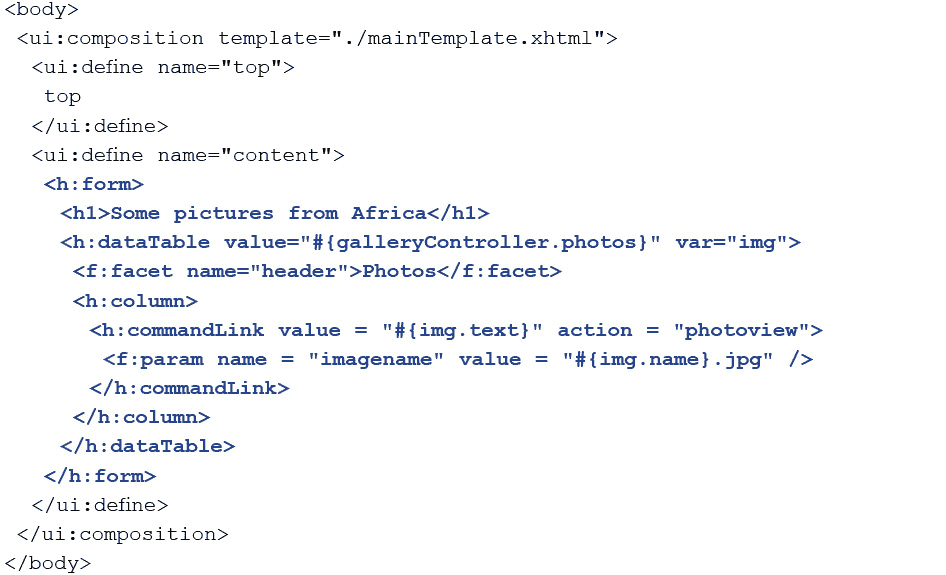 <body>
<ui:composition template="./mainTemplate.xhtml">
<ui:define name="top">
top
</ui:define>
<ui:define name="content">
<h:form>
<h1>Some pictures from Africa</h1>
<h:dataTable value="#{galleryController.photos}" var="img">
<f:facet name="header">Photos</f:facet>
<h:column>
<h:commandLink value = "#{img.text}" action = "photoview">
<f:param name = "imagename" value = "#{img.name}.jpg" />
</h:commandLink>
</h:column>
</h:dataTable>
</h:form>
</ui:define>
</ui:composition>
</body>